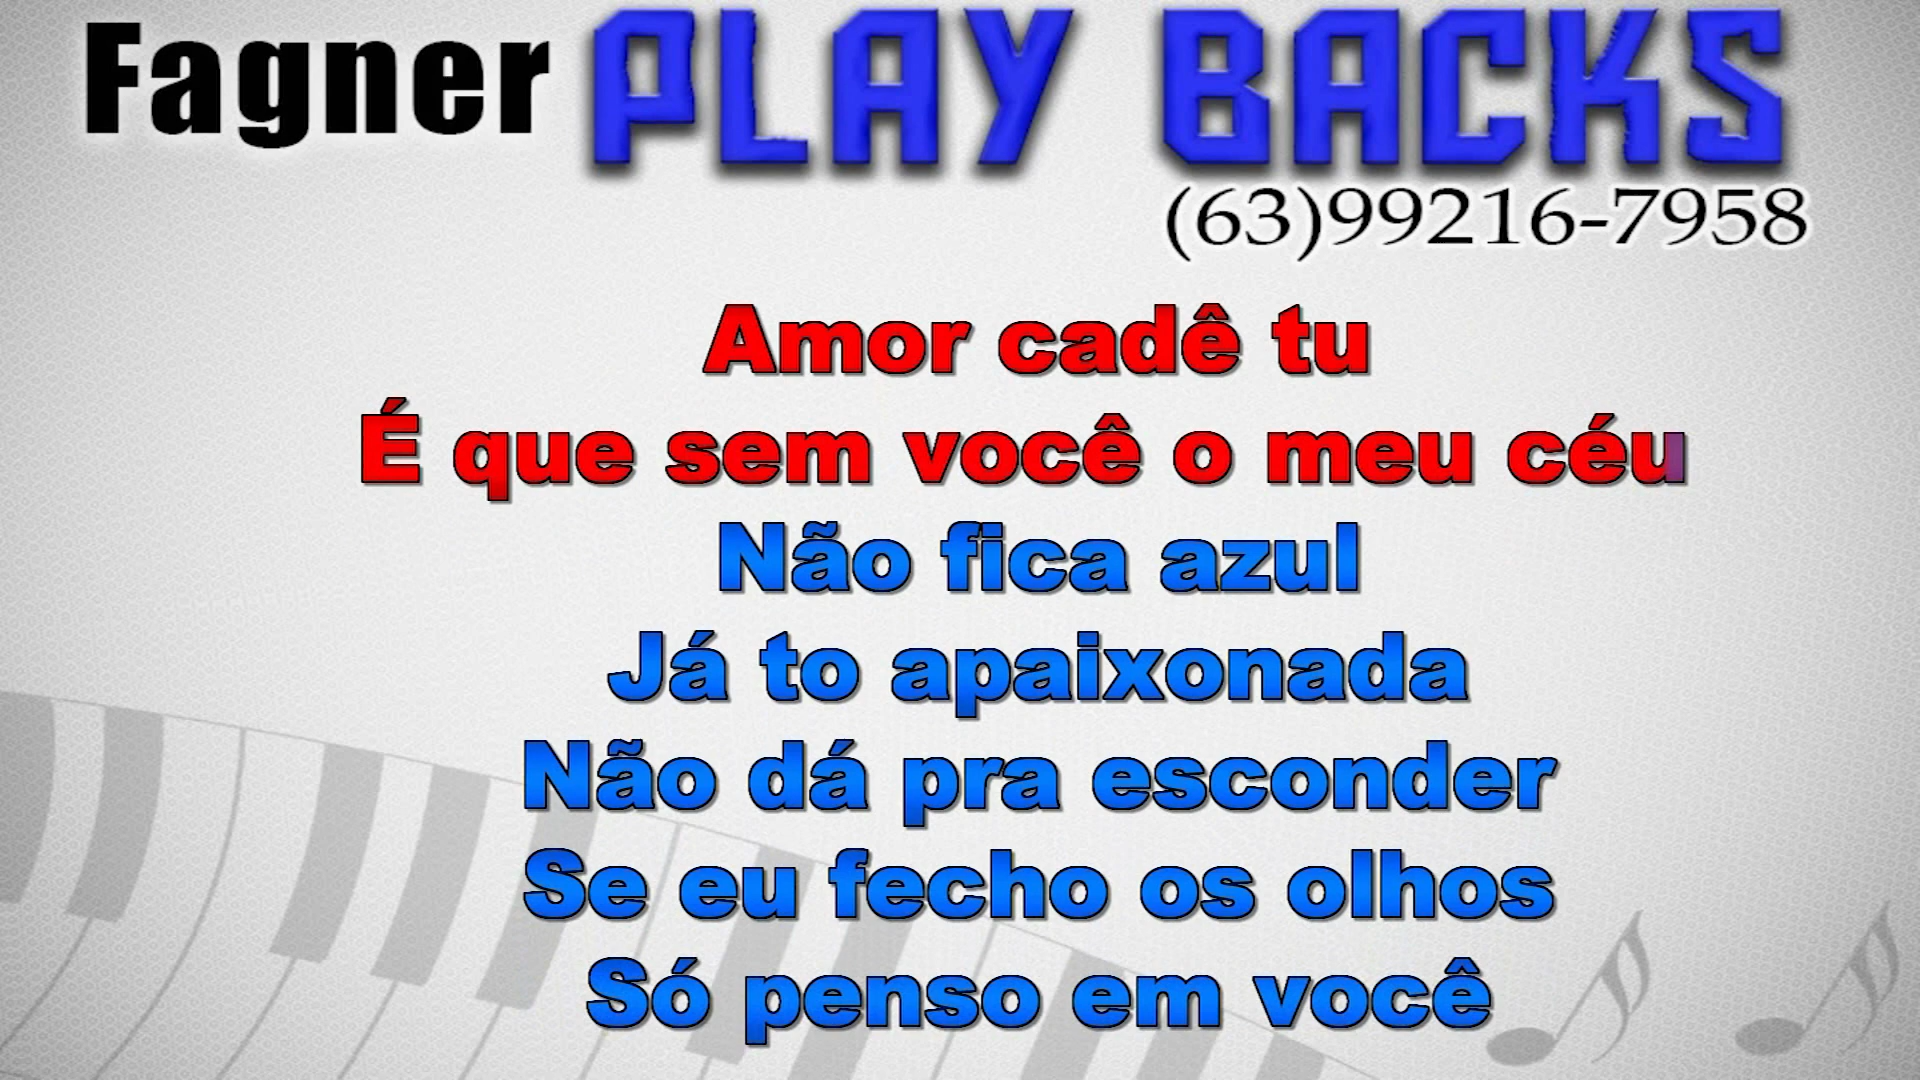 Fagner PLAY BACKS
(63)99216-7958
Amor cadê tu
É que sem você o meu céu
Não fica azul
Já to apaixonada
Não dá pra esconder
Se eu fecho os olhos
Só penso em você